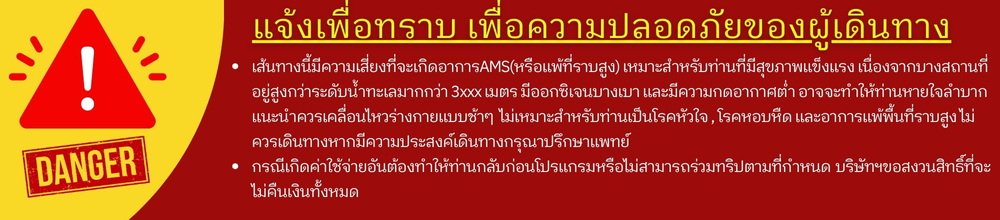 แจ้งเพื่อทราบ เพื่อความปลอดภัยของผู้เดินทาง
• เส้นทางนี้มีความเสี่ยงที่จะเกิดอาการAMS(หรือแพ้ที่ราบสูง) เหมาะสำหรับท่านที่มีสุขภาพแข็งแรง เนื่องจากบางสถานที่
อยู่สูงกว่าระดับน้ำทะเลมากกว่า 3xxx เมตร มีออกซิเจนบางเบา และมีความกดอากาศต่ำ อาจจะทำให้ท่านหายใจลำบาก
แนะนำควรเคลื่อนไหวร่างกายแบบช้าๆ ไม่เหมาะสำหรับท่านเป็นโรคหัวใจ , โรคหอบหืด และอาการแพ้พื้นที่ราบสูง ไม่
ควรเดินทางหากมีความประสงค์เดินทางกรุณาปรึกษาแพทย์
• กรณีเกิดค่าใช้จ่ายอันต้องทำให้ท่านกลับก่อนโปรแกรมหรือไม่สามารถร่วมทริปตามที่กำหนด บริษัทฯขอสงวนสิทธิ์ที่จะ
ไม่คืนเงินทั้งหมด
!
DANGER